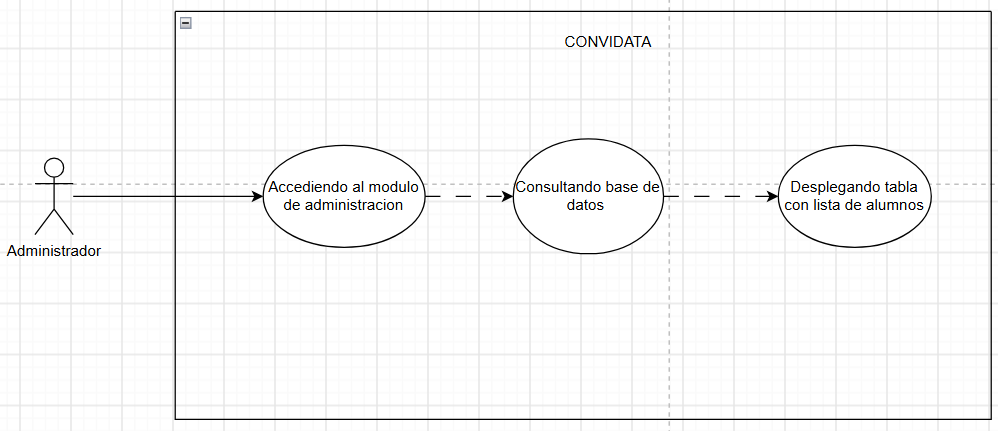 CONVIDATA
Administrador
Accediendo al modulo
de administracion
Consultando base de
datos
Desplegando tabla
con lista de alumnos